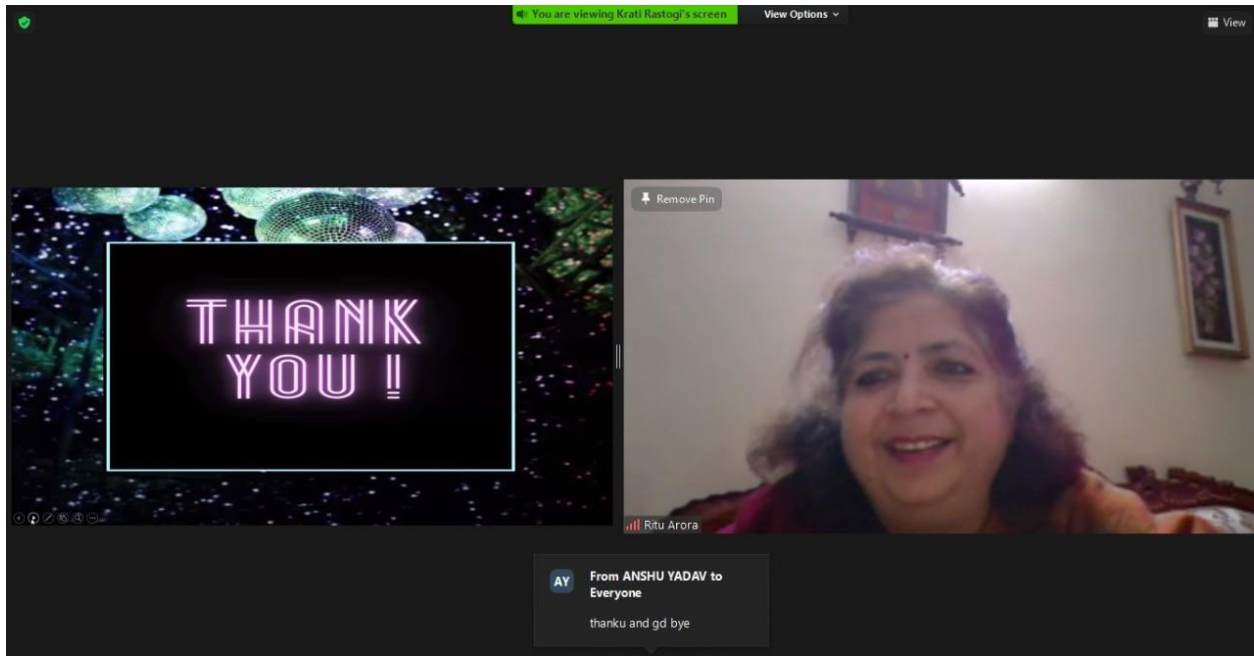 You are viewing Krati Rastogi's screen
View Options
View
Remove Pin
THANK
YOU !
Ritu Arora
AY
From ANSHU YADAV to
Everyone
thanku and gd bye